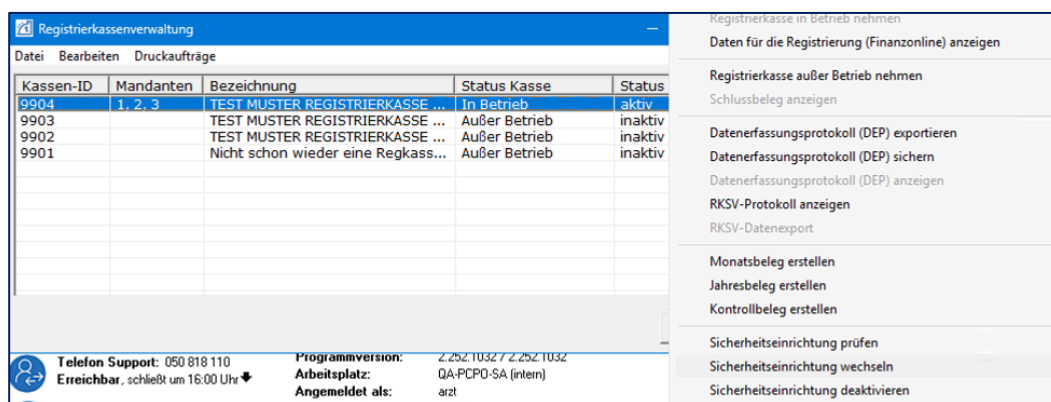 Registrierkassenverwaltung
Datei Bearbeiten Druckaufträge
Kassen-ID Mandanten Bezeichnung Status Kasse Status
9904 1, 2, 3 TEST MUSTER REGISTRIERKASSE ... In Betrieb aktiv
9903 TEST MUSTER REGISTRIERKASSE ... Außer Betrieb inaktiv
9902 TEST MUSTER REGISTRIERKASSE ... Außer Betrieb inaktiv
9901 Nicht schon wieder eine Regkass... Außer Betrieb inaktiv
Telefon Support: 050 818 110
Erreichbar, schließt um 16:00 Uhr
Programmversion: 2.252.1032 / 2.252.1032
Arbeitsplatz: QA-PCPO-SA (intern)
Angemeldet als: arzt
Registrierkasse in Betrieb nehmen
Daten für die Registrierung (Finanzonline) anzeigen
Registrierkasse außer Betrieb nehmen
Schlussbeleg anzeigen
Datenerfassungsprotokoll (DEP) exportieren
Datenerfassungsprotokoll (DEP) sichern
Datenerfassungsprotokoll (DEP) anzeigen
RKSV-Protokoll anzeigen
RKSV-Datenexport
Monatsbeleg erstellen
Jahresbeleg erstellen
Kontrollbeleg erstellen
Sicherheitseinrichtung prüfen
Sicherheitseinrichtung wechseln
Sicherheitseinrichtung deaktivieren